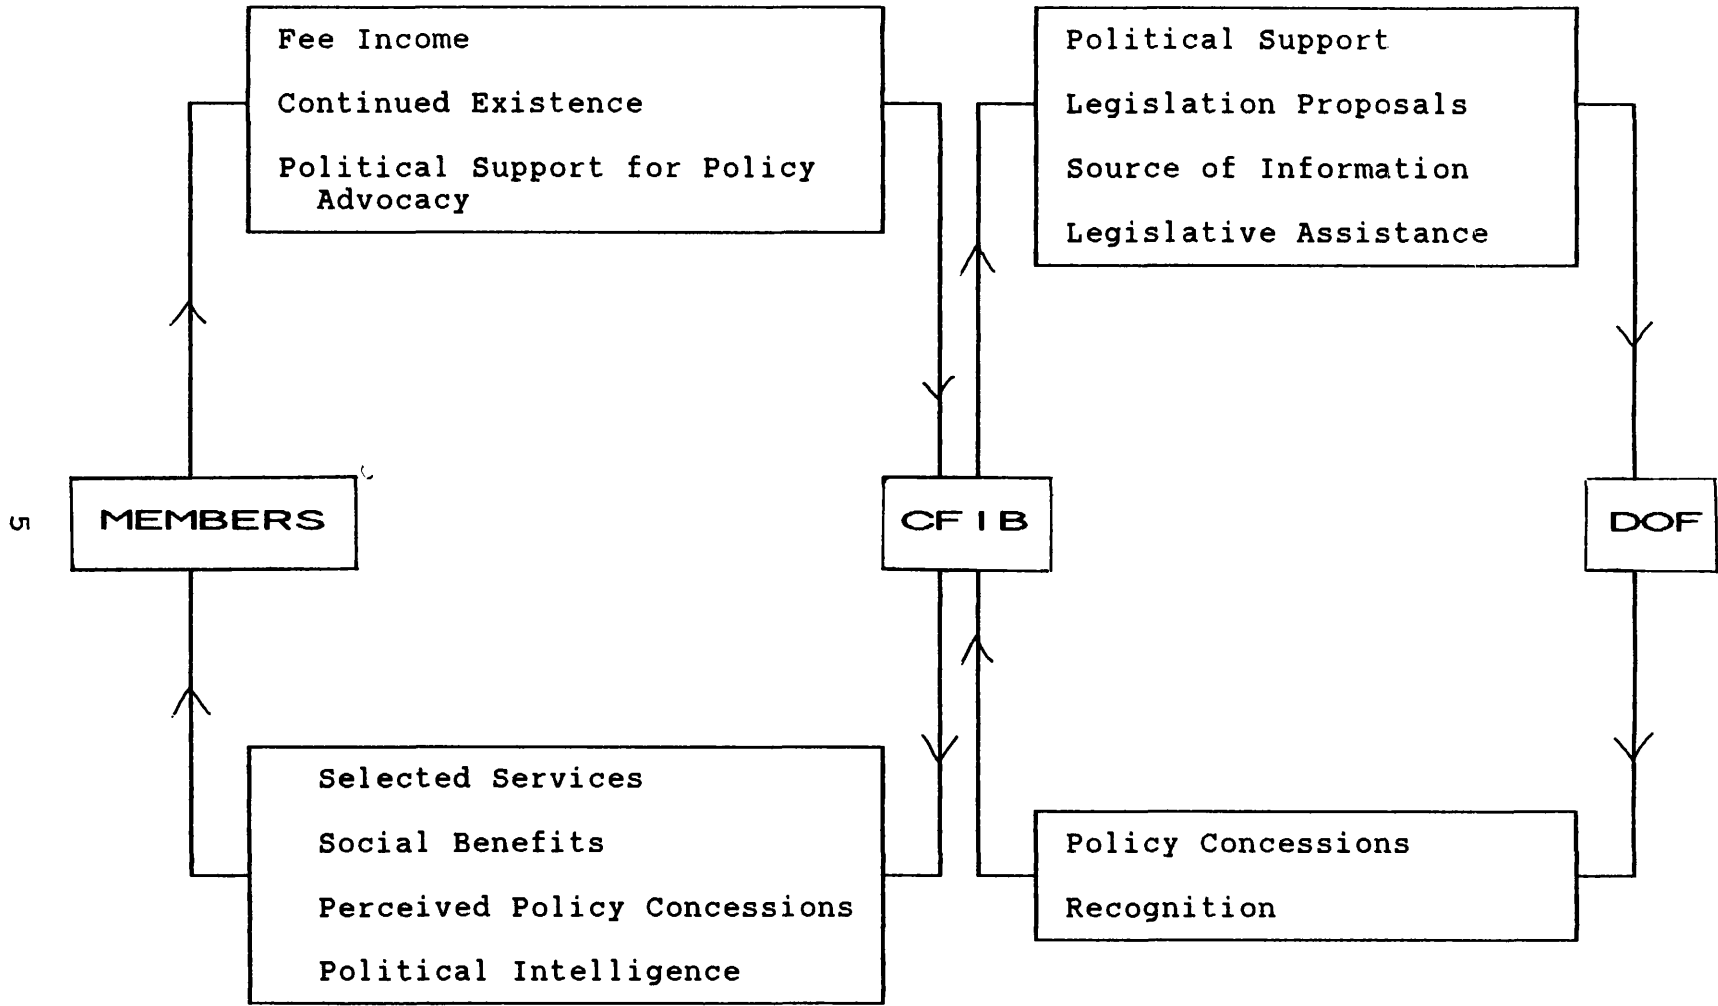 Fee Income
Continued Existence
Political Support for Policy
Advocacy
Political Support
Legislation Proposals
Source of Information
Legislative Assistance
MEMBERS
CFIB
DOF
5
Selected Services
Social Benefits
Perceived Policy Concessions
Political Intelligence
Policy Concessions
Recognition